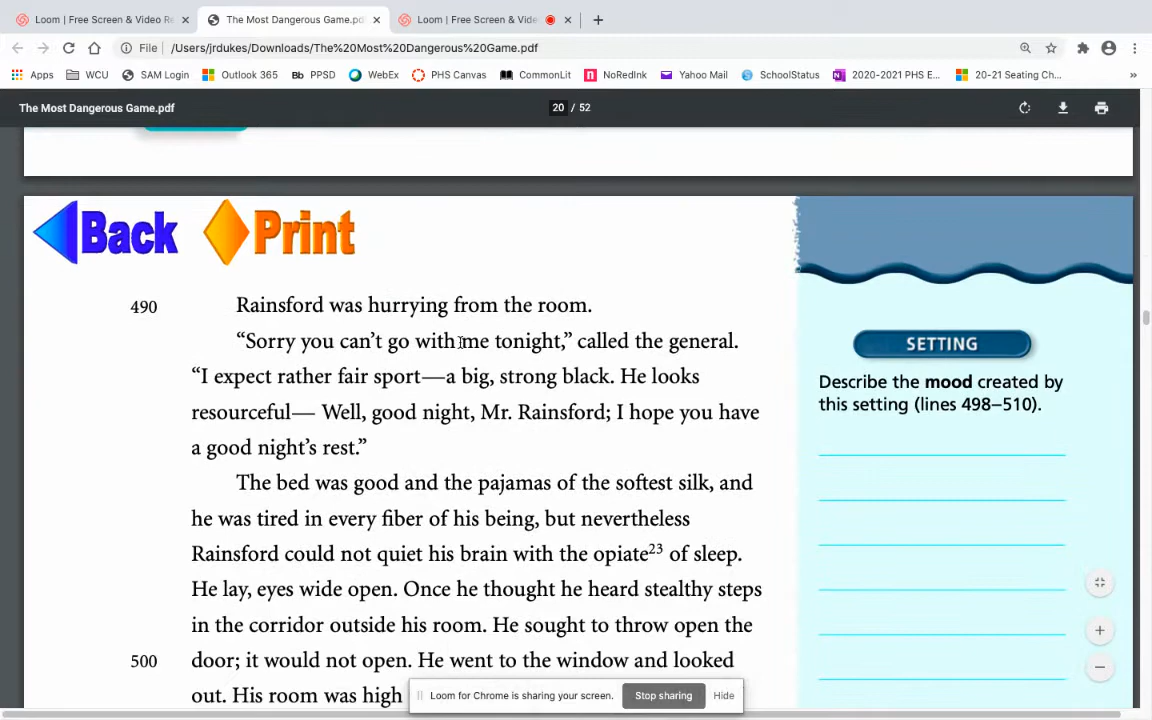 Loom | Free Screen & Video Re
The Most Dangerous Game.pd
Loom | Free Screen & Vide
File /Users/jrdukes/Downloads/The%20Most%20Dangerous%20Game.pdf
Apps WCU SAM Login Outlook 365 Bb PPSD WebEx PHS Canvas CommonLit NoRedInk Yahoo Mail SchoolStatus 2020-2021 PHS E... 20-21 Seating Ch... »
The Most Dangerous Game.pdf 20 / 52
Back Print
490 Rainsford was hurrying from the room.
“Sorry you can’t go with me tonight,” called the general.
“I expect rather fair sport—a big, strong black. He looks
resourceful— Well, good night, Mr. Rainsford; I hope you have
a good night’s rest.”
The bed was good and the pajamas of the softest silk, and
he was tired in every fiber of his being, but nevertheless
Rainsford could not quiet his brain with the opiate23 of sleep.
He lay, eyes wide open. Once he thought he heard stealthy steps
in the corridor outside his room. He sought to throw open the
500 door; it would not open. He went to the window and looked
out. His room was high
SETTING
Describe the mood created by
this setting (lines 498–510).
Loom for Chrome is sharing your screen. Stop sharing Hide